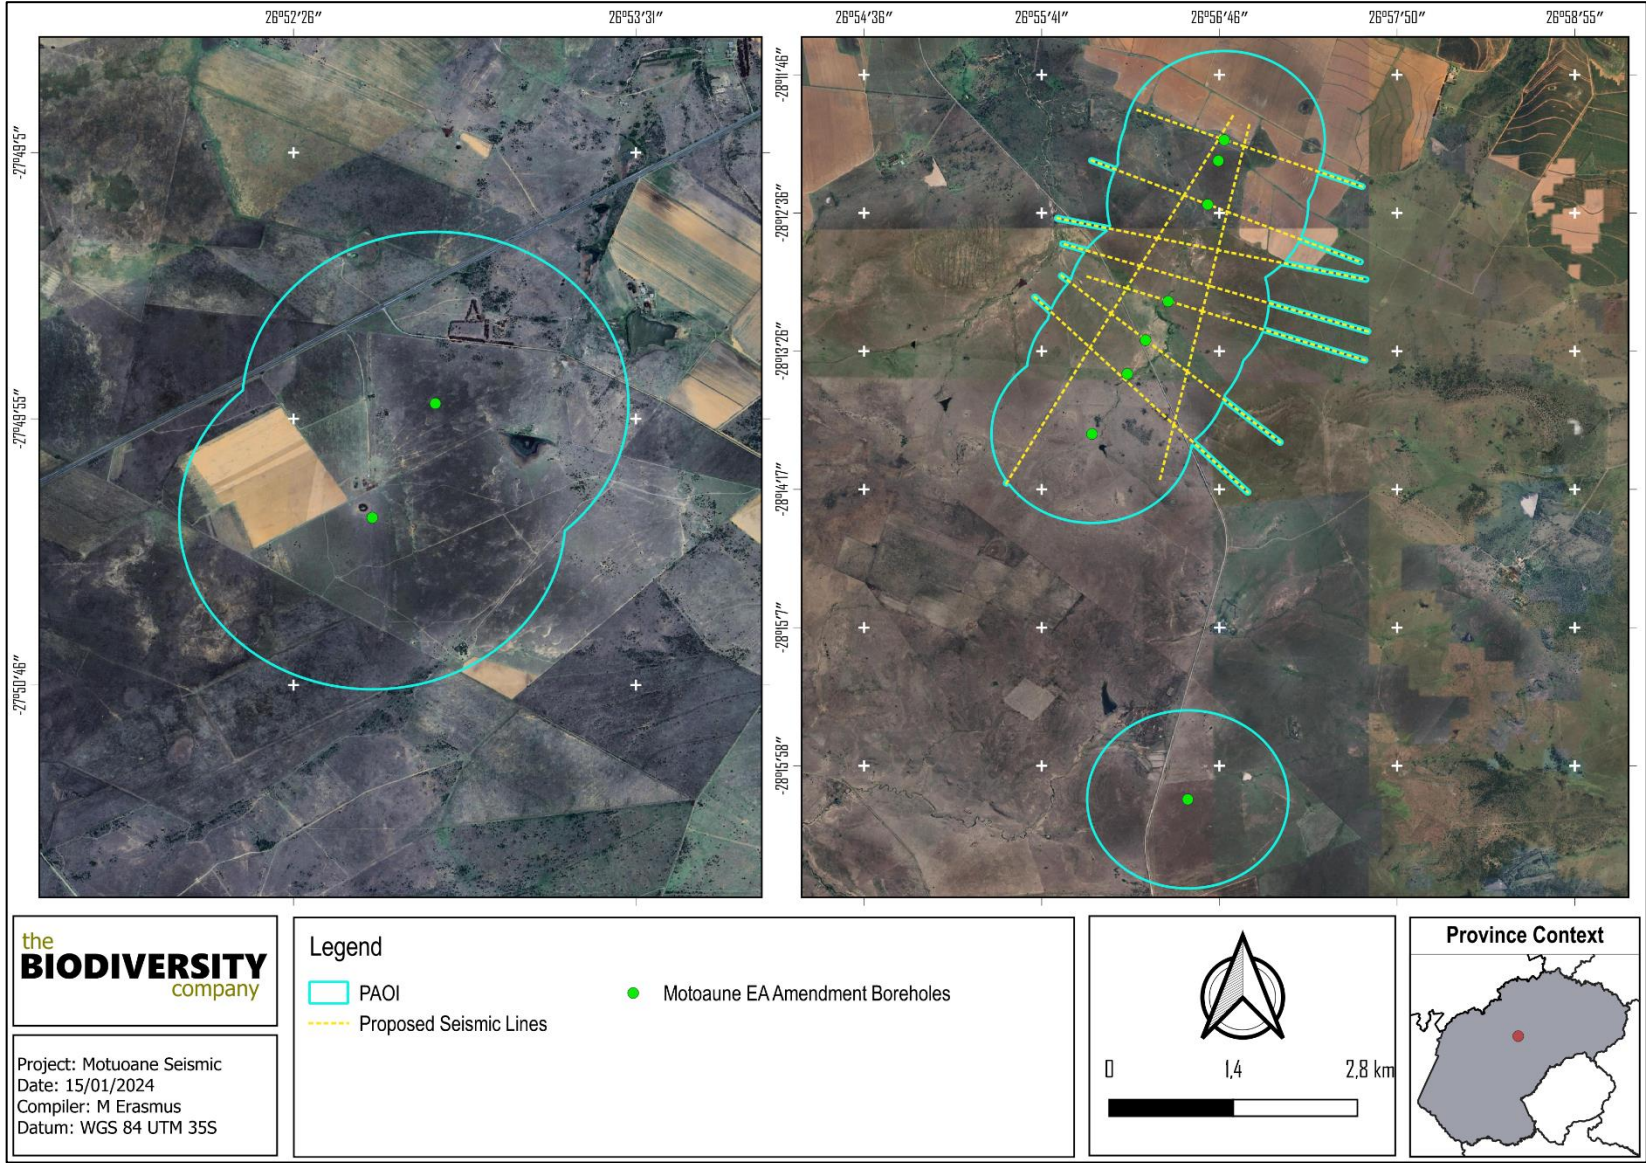 26°52′26″ 26°53′31″ 26°54′36″ 26°55′41″ 26°56′46″ 26°57′50″ 26°58′55″
-27°49′5″
-27°49′55″
-27°50′46″
-28°11′46″
-28°12′36″
-28°13′26″
-28°14′17″
-28°15′7″
-28°15′58″
the
BIODIVERSITY
company
Project: Motuoane Seismic
Date: 15/01/2024
Compiler: M Erasmus
Datum: WGS 84 UTM 35S
Legend
PAOI
Proposed Seismic Lines
Motoaune EA Amendment Boreholes
0 1,4 2,8 km
Province Context